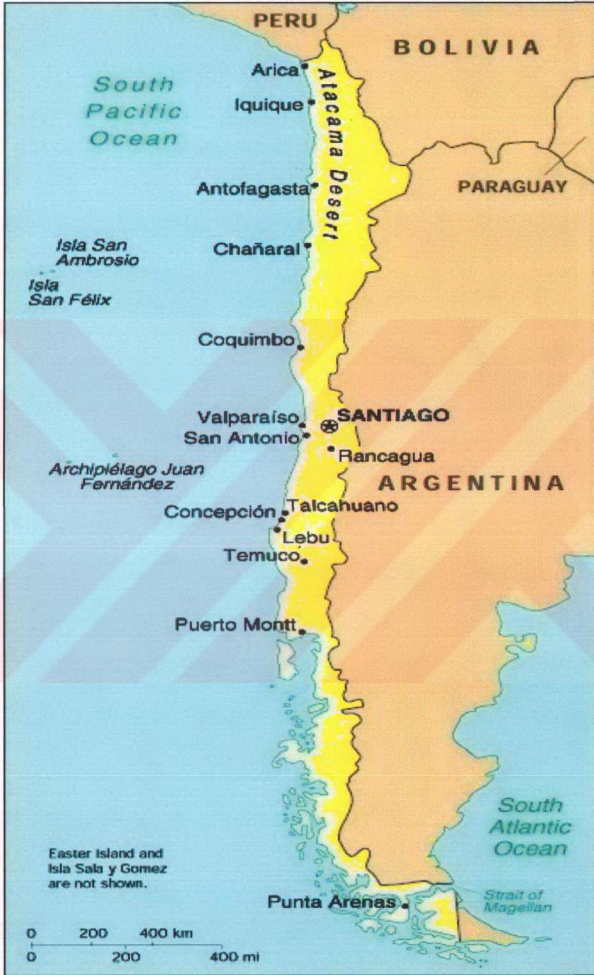 PERU
BOLIVIA
South
Pacific
Ocean
Arica
Iquique
Atacama Desert
Antofagasta
PARAGUAY
Isla San
Ambrosio
Isla
San Félix
Chañaral
Coquimbo
Valparaíso
SANTIAGO
San Antonio
Rancagua
Archipiélago Juan
Fernández
ARGENTINA
Talcahuano
Concepción
Lebu
Temuco
Puerto Montt
South
Atlantic
Ocean
Easter Island and
Isla Sala y Gomez
are not shown.
Strait of
Magellan
Punta Arenas
0 200 400 km
0 200 400 mi